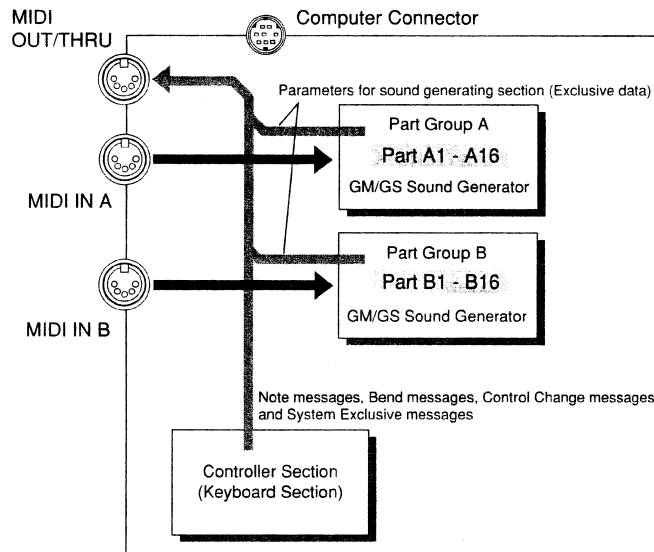 MIDI
OUT/THRU
Computer Connector
Parameters for sound generating section (Exclusive data)
Part Group A
Part A1 - A16
GM/GS Sound Generator
MIDI IN A
Part Group B
Part B1 - B16
GM/GS Sound Generator
MIDI IN B
Note messages, Bend messages, Control Change messages
and System Exclusive messages
Controller Section
(Keyboard Section)